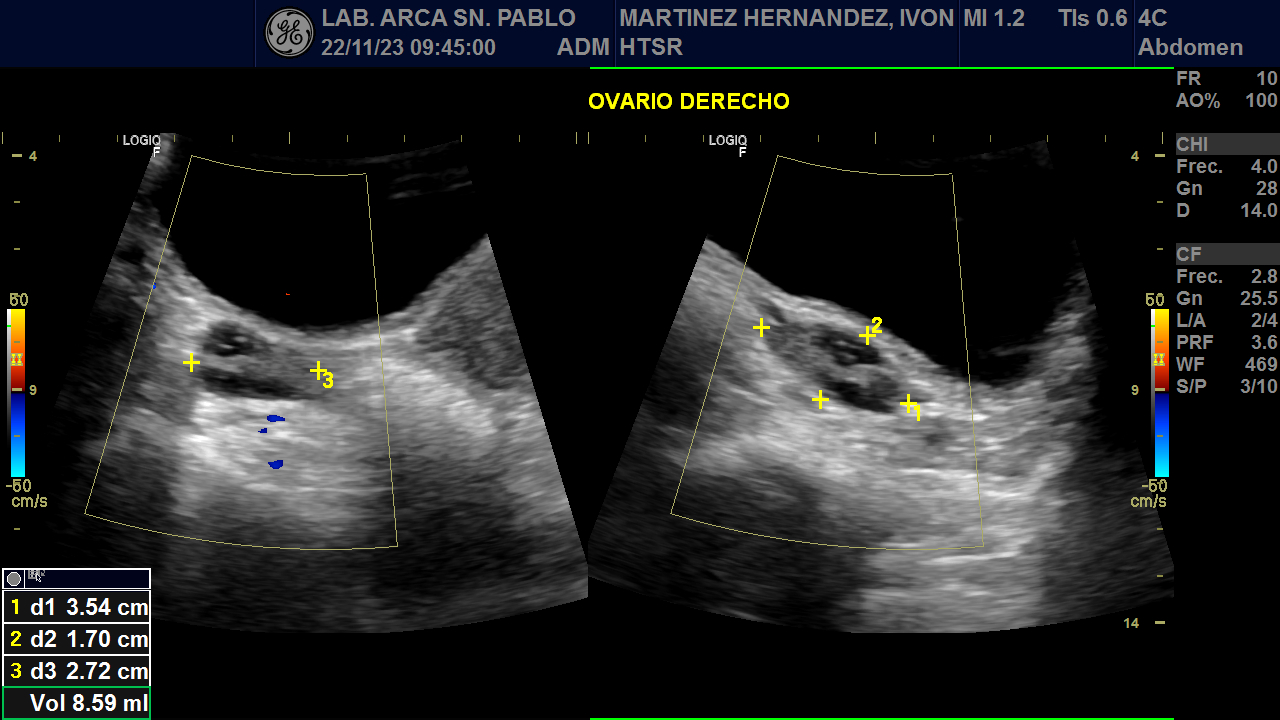 LAB. ARCA SN. PABLO
22/11/23 09:45:00 ADM
MARTINEZ HERNANDEZ, IVON
HTSR
MI 1.2 TIs 0.6
4C
Abdomen
OVARIO DERECHO
FR 10
AO% 100
CHI
Frec. 4.0
Gn 28
D 14.0
CF
Frec. 2.8
Gn 25.5
L/A 2/4
PRF 3.6
WF 469
S/P 3/10
LOGIQ
F
4
9
50
-50
cm/s
3
LOGIQ
F
2
1
4
9
14
50
-50
cm/s
1 d1 3.54 cm
2 d2 1.70 cm
3 d3 2.72 cm
Vol 8.59 ml